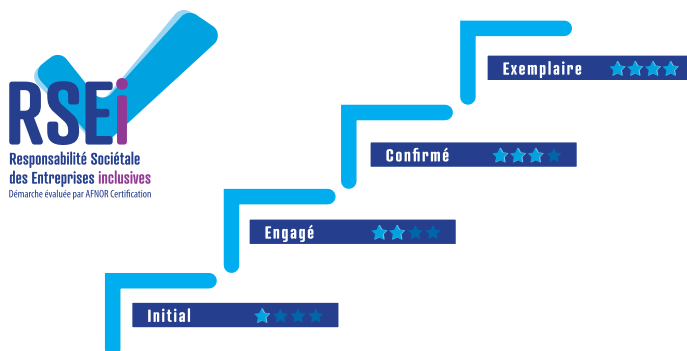 RSEi
Responsabilité Sociétale
des Entreprises inclusives
Démarche évaluée par AFNOR Certification
Exemplaire
Confirmé
Engagé
Initial